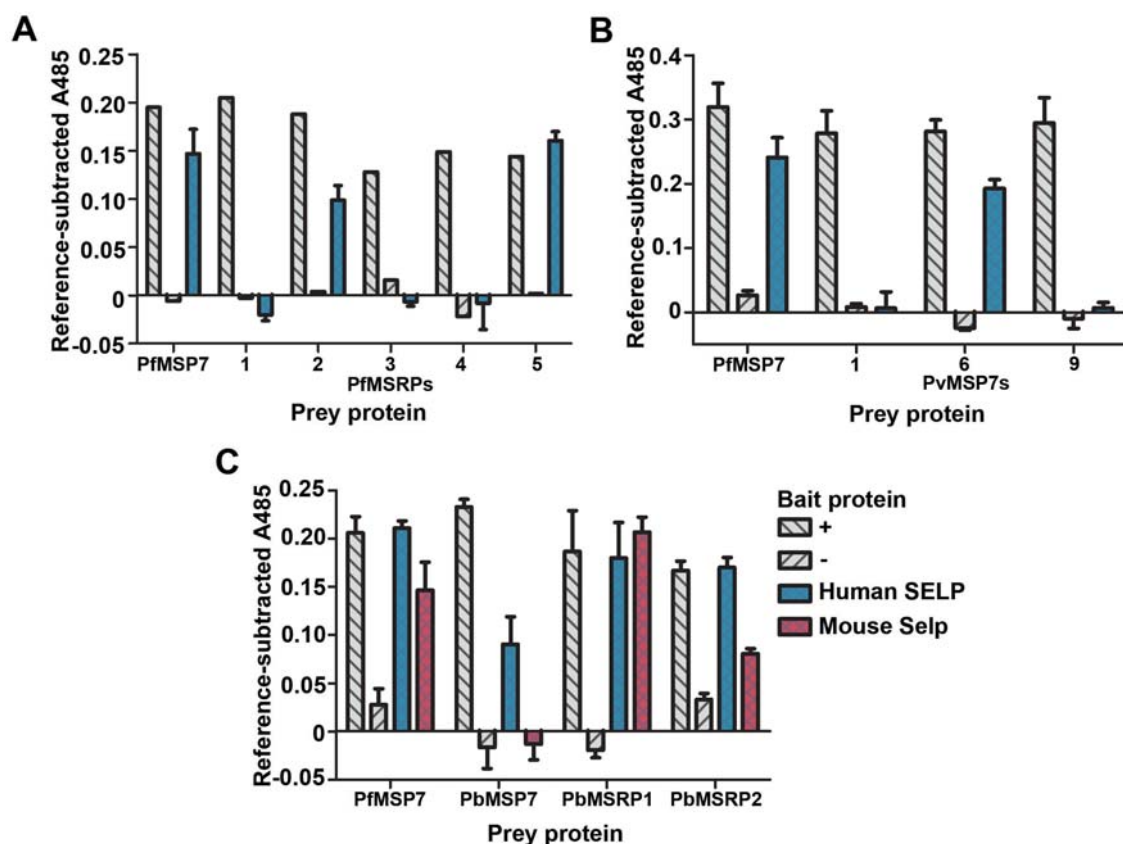 A
Reference-subtracted A485
0.25
0.20
0.15
0.10
0.05
0
-0.05
PfMSP7 1 2 3 4 5
PfMSRPs
Prey protein
B
Reference-subtracted A485
0.4
0.3
0.2
0.1
0
PfMSP7 1 6 9
PvMSP7s
Prey protein
C
Reference-subtracted A485
0.25
0.20
0.15
0.10
0.05
0
-0.05
PfMSP7 PbMSP7 PbMSRP1 PbMSRP2
Prey protein
Bait protein
+
-
Human SELP
Mouse Selp